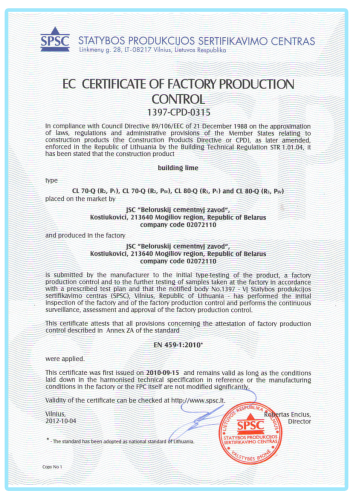 SPSC
STATYBOS PRODUKCIJOS SERTIFIKAVIMO CENTRAS
Linkmenų g. 28, LT-08217 Vilnius, Lietuvos Respublika
EC CERTIFICATE OF FACTORY PRODUCTION
CONTROL
1397-CPD-0315
In compliance with Council Directive 89/106/EEC of 21 December 1988 on the approximation
of laws, regulations and administrative provisions of the Member States relating to
construction products (the Construction Products Directive or CPD), as later amended,
enforced in the Republic of Lithuania by the Building Technical Regulation STR 1.01.04, it
has been stated that the construction product
building lime
type
CL 70-Q (R₅, P₁), CL 70-Q (R₅, Pᵥ), CL 80-Q (R₅, P₁) and CL 80-Q (R₅, Pᵥ)
placed on the market by
JSC "Beloruskij cementnyj zavod",
Kostiukovici, 213640 Mogiliov region, Republic of Belarus
company code 02072110
and produced in the factory
JSC "Beloruskij cementnyj zavod",
Kostiukovici, 213640 Mogiliov region, Republic of Belarus
company code 02072110
is submitted by the manufacturer to the initial type-testing of the product, a factory
production control and to the further testing of samples taken at the factory in accordance
with a prescribed test plan and that the notified body No.1397 - VĮ Statybos produkcijos
sertifikavimo centras (SPSC), Vilnius, Republic of Lithuania - has performed the initial
inspection of the factory and of the factory production control and performs the continuous
surveillance, assessment and approval of the factory production control.
This certificate attests that all provisions concerning the attestation of factory production
control described in Annex ZA of the standard
EN 459-1:2010*
were applied.
This certificate was first issued on 2010-09-15 and remains valid as long as the conditions
laid down in the harmonised technical specification in reference or the manufacturing
conditions in the factory or the FPC itself are not modified significantly.
Validity of the certificate can be checked at http://www.spsc.lt.
Vilnius,
2012-10-04
Robertas Encius,
Director
LIETUVOS RESPUBLIKA
SPSC
STATYBOS PRODUKCIJOS
SERTIFIKAVIMO
CENTRAS
VALSTYBĖS ĮMONĖ
* - The standard has been adopted as national standard of Lithuania.
Copy No.1